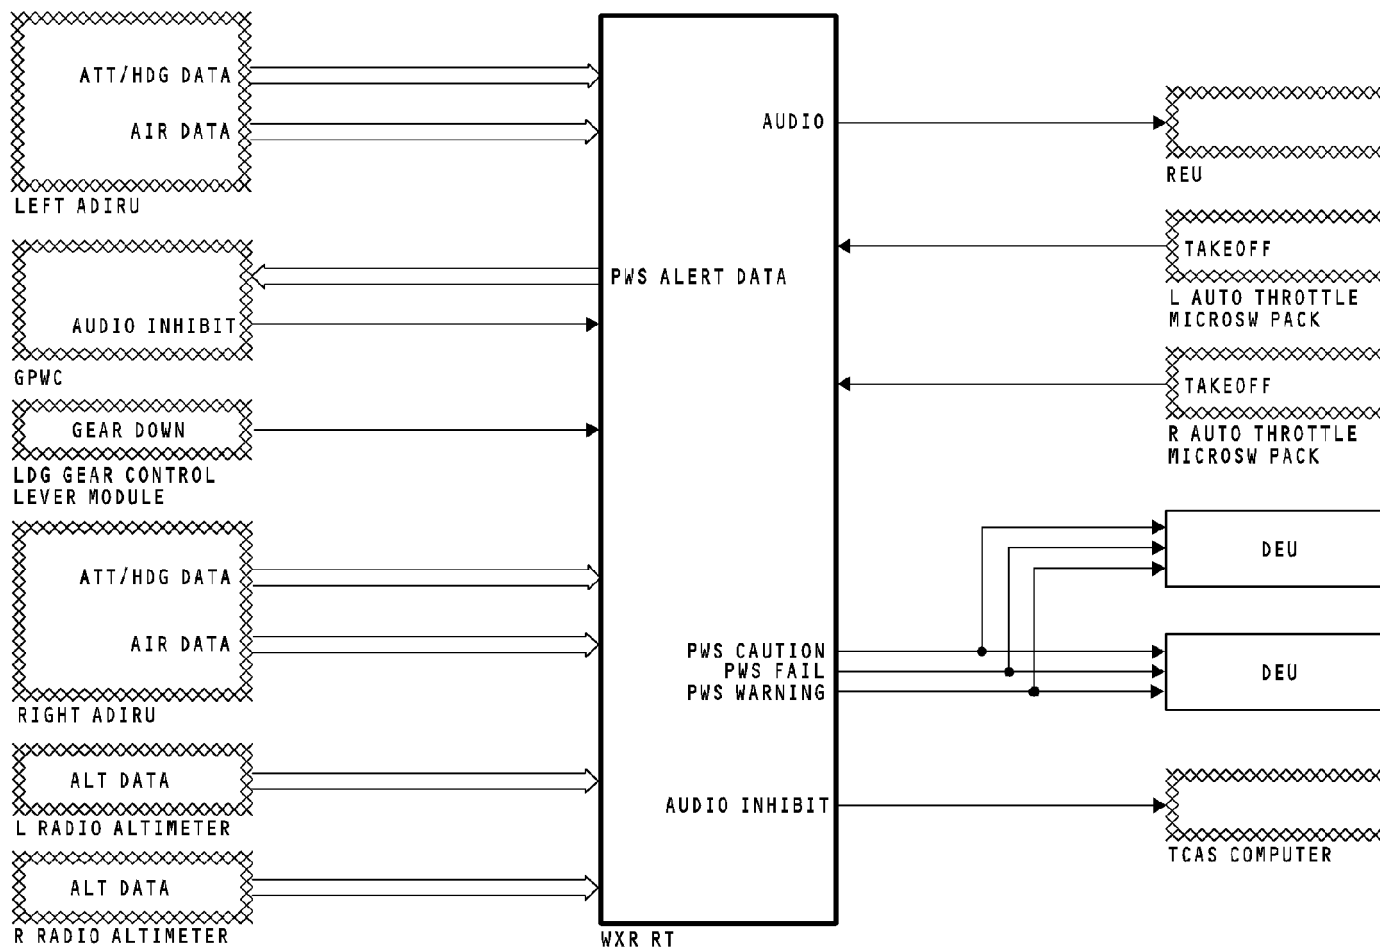 ATT/HDG DATA
AIR DATA
LEFT ADIRU
AUDIO INHIBIT
GPWC
GEAR DOWN
LDG GEAR CONTROL
LEVER MODULE
ATT/HDG DATA
AIR DATA
RIGHT ADIRU
ALT DATA
L RADIO ALTIMETER
ALT DATA
R RADIO ALTIMETER
AUDIO
PWS ALERT DATA
PWS CAUTION
PWS FAIL
PWS WARNING
AUDIO INHIBIT
WXR RT
REU
TAKEOFF
L AUTO THROTTLE
MICROSW PACK
TAKEOFF
R AUTO THROTTLE
MICROSW PACK
DEU
DEU
TCAS COMPUTER